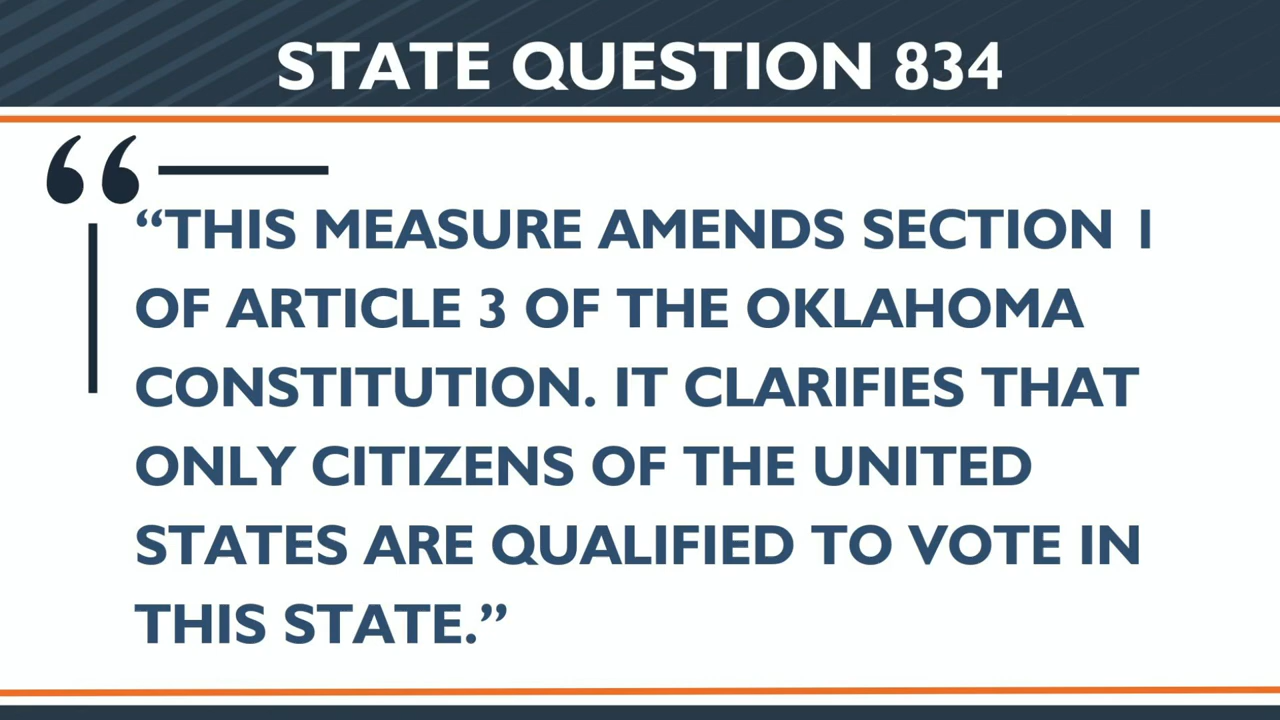 STATE QUESTION 834
“THIS MEASURE AMENDS SECTION 1
OF ARTICLE 3 OF THE OKLAHOMA
CONSTITUTION. IT CLARIFIES THAT
ONLY CITIZENS OF THE UNITED
STATES ARE QUALIFIED TO VOTE IN
THIS STATE.”